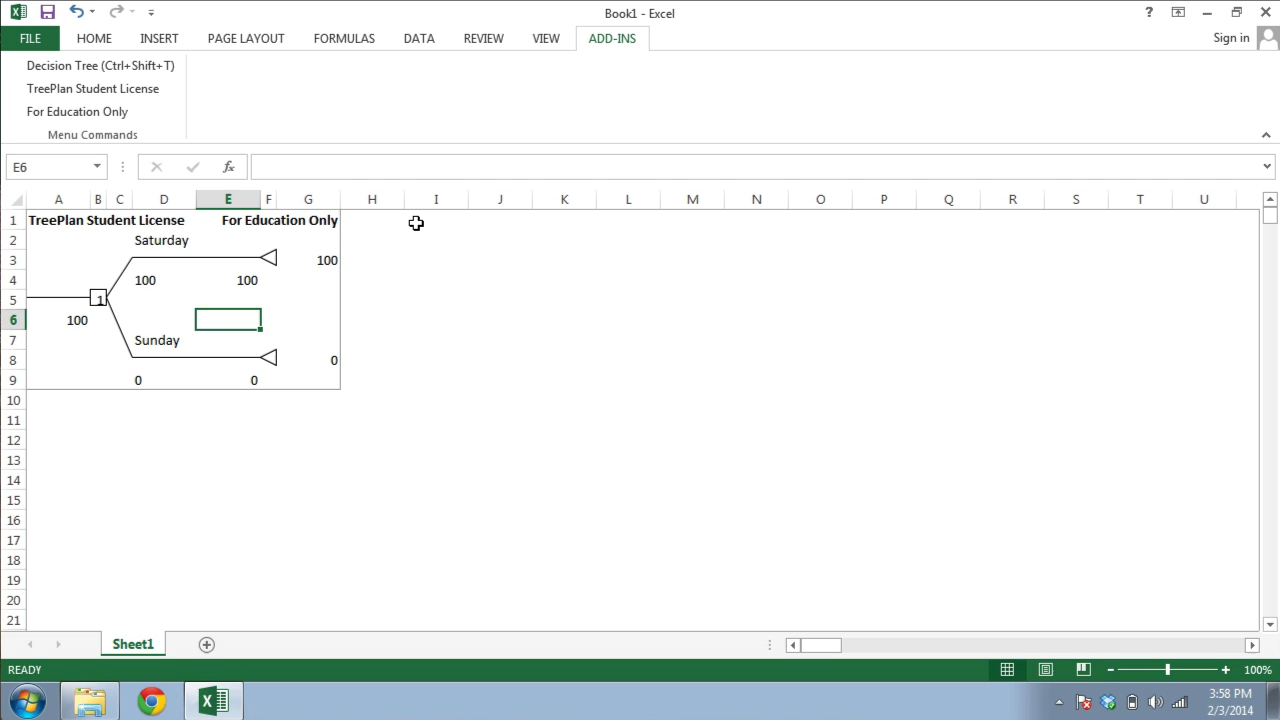 Book1 - Excel
?
FILE HOME INSERT PAGE LAYOUT FORMULAS DATA REVIEW VIEW ADD-INS Sign in
Decision Tree (Ctrl+Shift+T)
TreePlan Student License
For Education Only
Menu Commands
E6 fx
A B C D E F G H I J K L M N O P Q R S T U
1 TreePlan Student License For Education Only
2 Saturday
3 100
4 100 100
5 1
6 100
7 Sunday
8 0
9 0 0
10
11
12
13
14
15
16
17
18
19
20
21
Sheet1
READY 100%
3:58 PM
2/3/2014